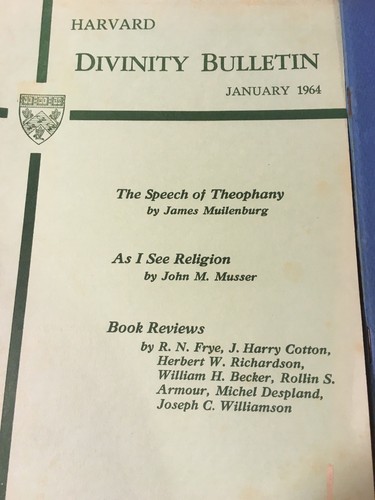 HARVARD
DIVINITY BULLETIN
JANUARY 1964
The Speech of Theophany
by James Muilenburg
As I See Religion
by John M. Musser
Book Reviews
by R. N. Frye, J. Harry Cotton,
Herbert W. Richardson,
William H. Becker, Rollin S.
Armour, Michel Despland,
Joseph C. Williamson